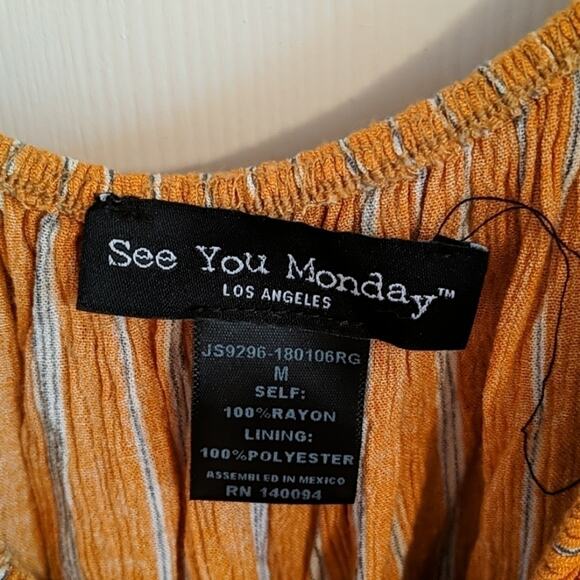 See You Monday™
LOS ANGELES
JS9296-180106RG
M
SELF:
100%RAYON
LINING:
100%POLYESTER
ASSEMBLED IN MEXICO
RN 140094